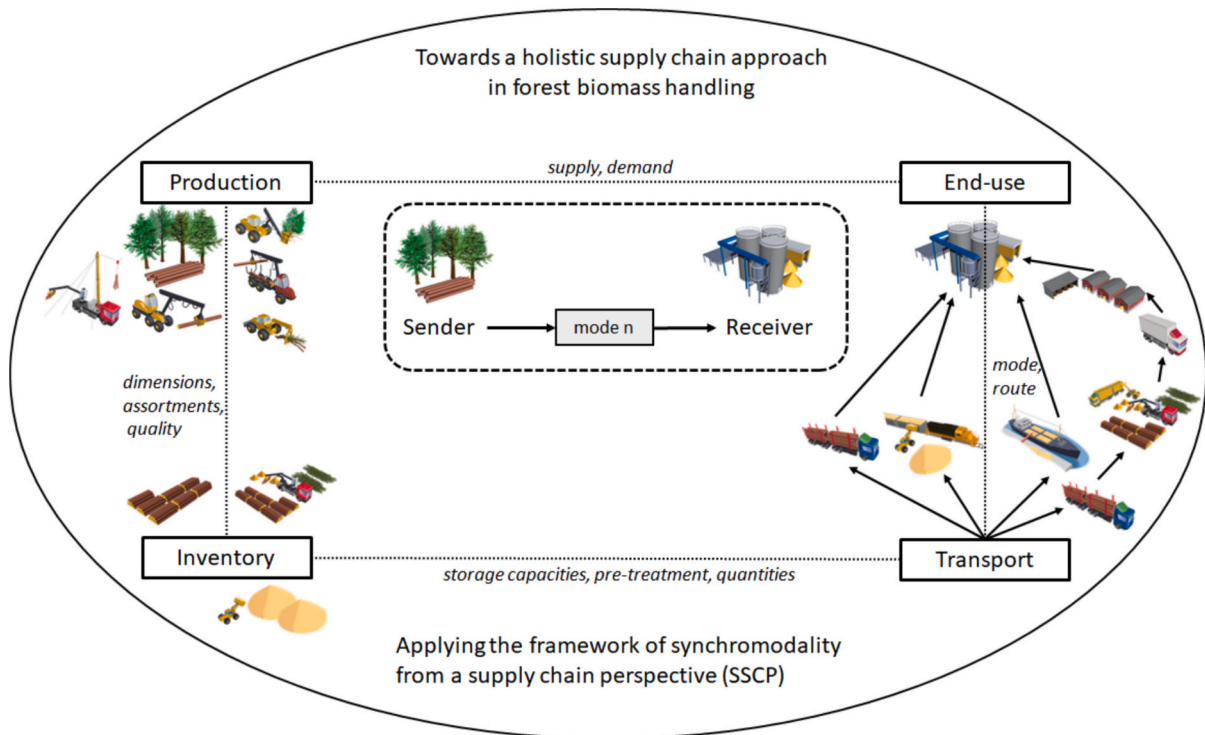 Towards a holistic supply chain approach
in forest biomass handling
Production
supply, demand
End-use
Sender
mode n
Receiver
dimensions,
assortments,
quality
mode,
route
Inventory
storage capacities, pre-treatment, quantities
Transport
Applying the framework of synchromodality
from a supply chain perspective (SSCP)